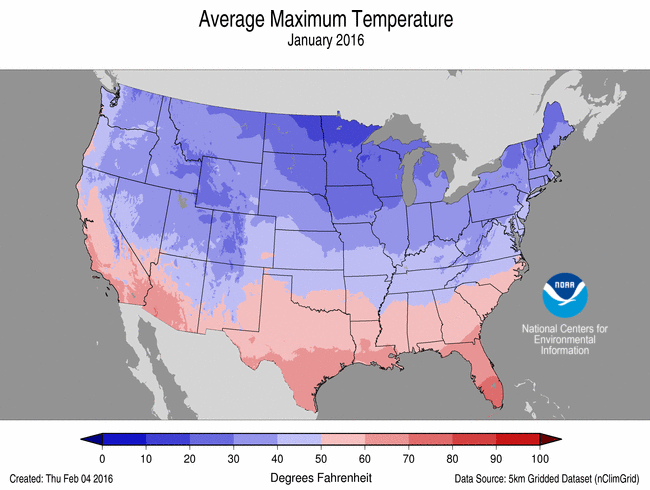 Average Maximum Temperature
January 2016
NOAA
National Centers for
Environmental
Information
0 10 20 30 40 50 60 70 80 90 100
Created: Thu Feb 04 2016
Degrees Fahrenheit
Data Source: 5km Gridded Dataset (nClimGrid)